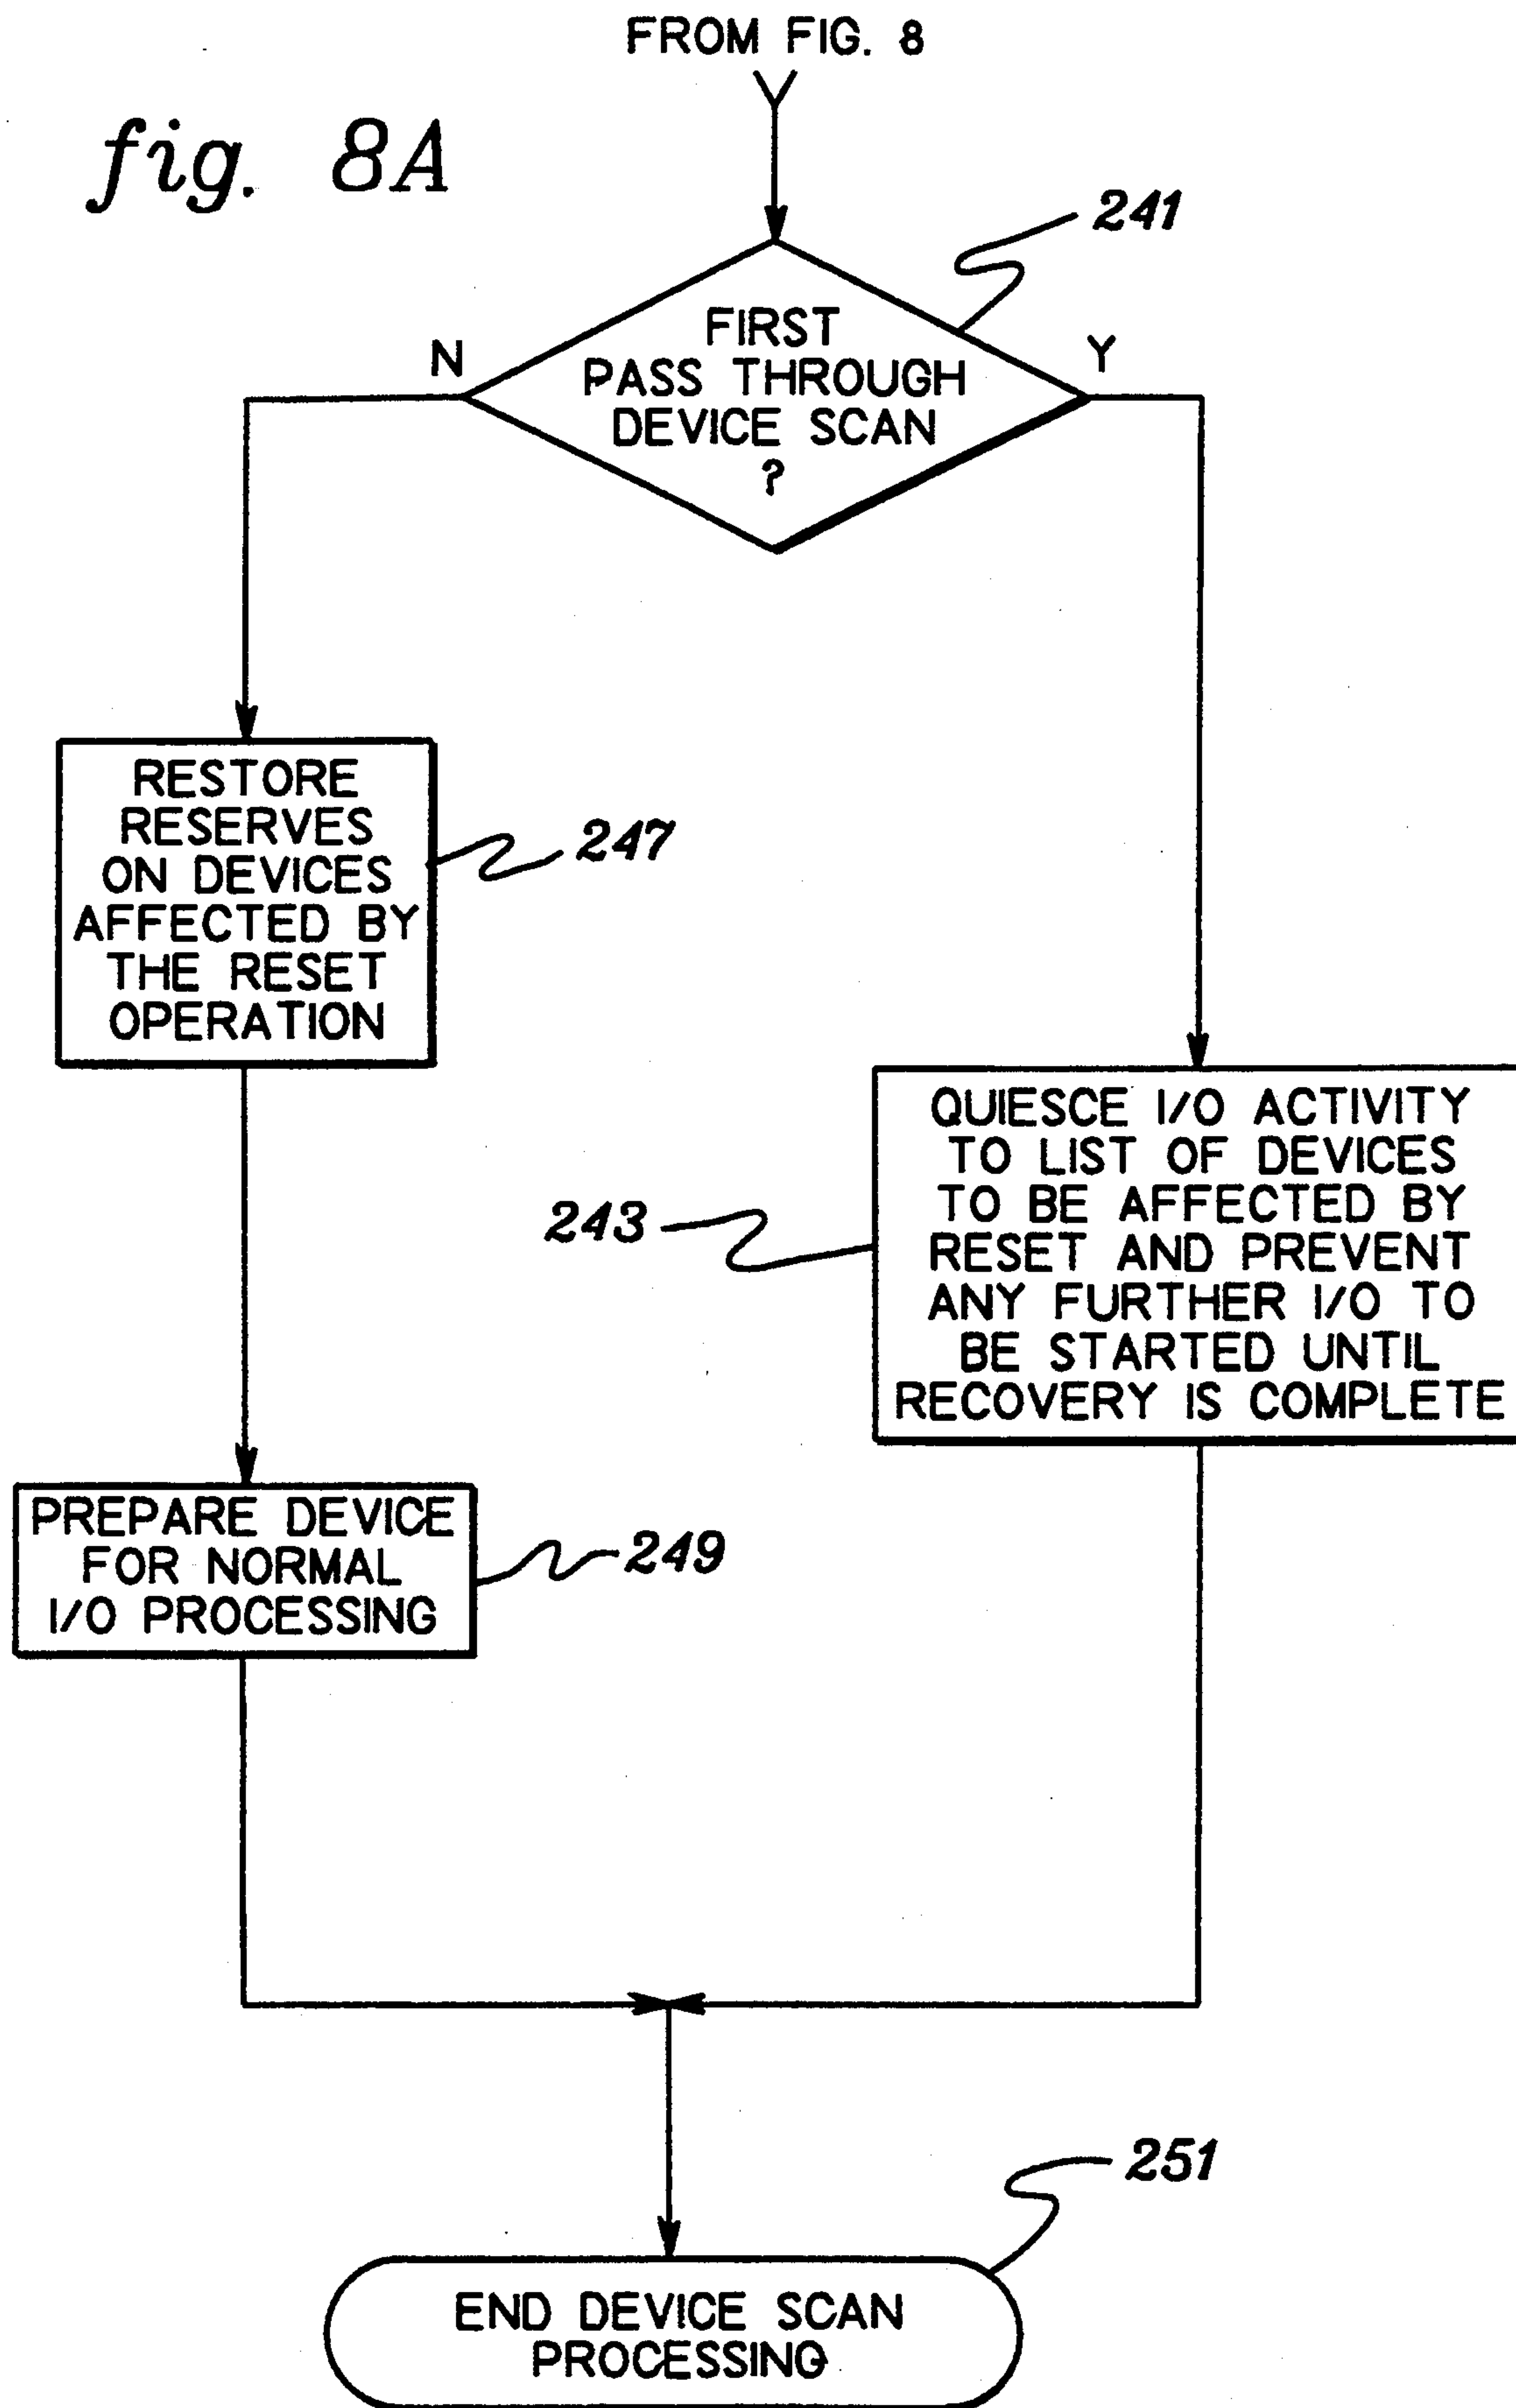 FROM FIG. 8
fig. 8A
241
FIRST
PASS THROUGH
DEVICE SCAN
?
N
Y
RESTORE
RESERVES
ON DEVICES
AFFECTED BY
THE RESET
OPERATION
247
QUIESCE I/O ACTIVITY
TO LIST OF DEVICES
TO BE AFFECTED BY
RESET AND PREVENT
ANY FURTHER I/O TO
BE STARTED UNTIL
RECOVERY IS COMPLETE
243
PREPARE DEVICE
FOR NORMAL
I/O PROCESSING
249
251
END DEVICE SCAN
PROCESSING